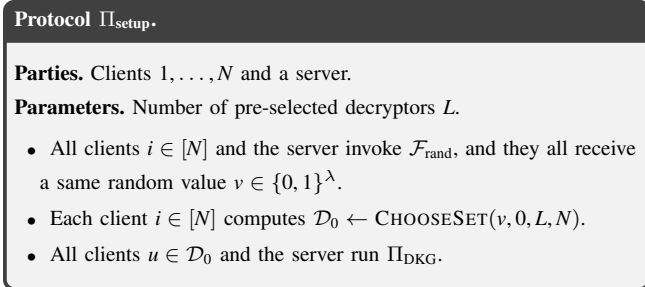 Protocol Π_setup.
Parties. Clients 1, . . . , N and a server.
Parameters. Number of pre-selected decryptors L.
• All clients i ∈ [N] and the server invoke ℱ_rand, and they all receive
a same random value v ∈ {0, 1}^λ.
• Each client i ∈ [N] computes 𝒟_0 ← CHOOSESET(v, 0, L, N).
• All clients u ∈ 𝒟_0 and the server run Π_DKG.